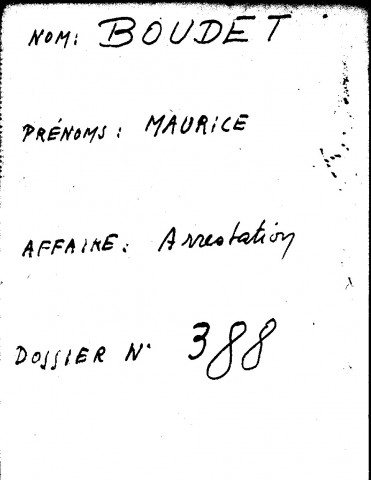 NOM: BOUDET
PRÉNOMS: MAURICE
AFFAIRE: Arrestation
DOSSIER N° 388